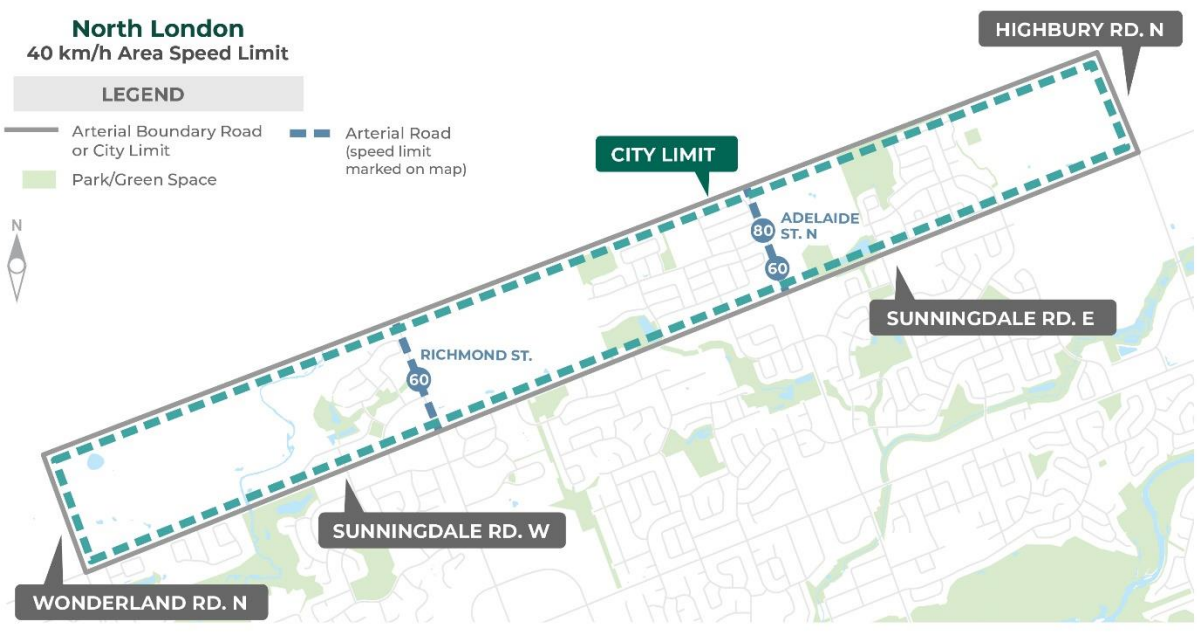 North London
40 km/h Area Speed Limit
LEGEND
Arterial Boundary Road
or City Limit
Arterial Road
(speed limit
marked on map)
Park/Green Space
N
HIGHBURY RD. N
CITY LIMIT
80
ADELAIDE
ST. N
60
SUNNINGDALE RD. E
RICHMOND ST.
60
SUNNINGDALE RD. W
WONDERLAND RD. N